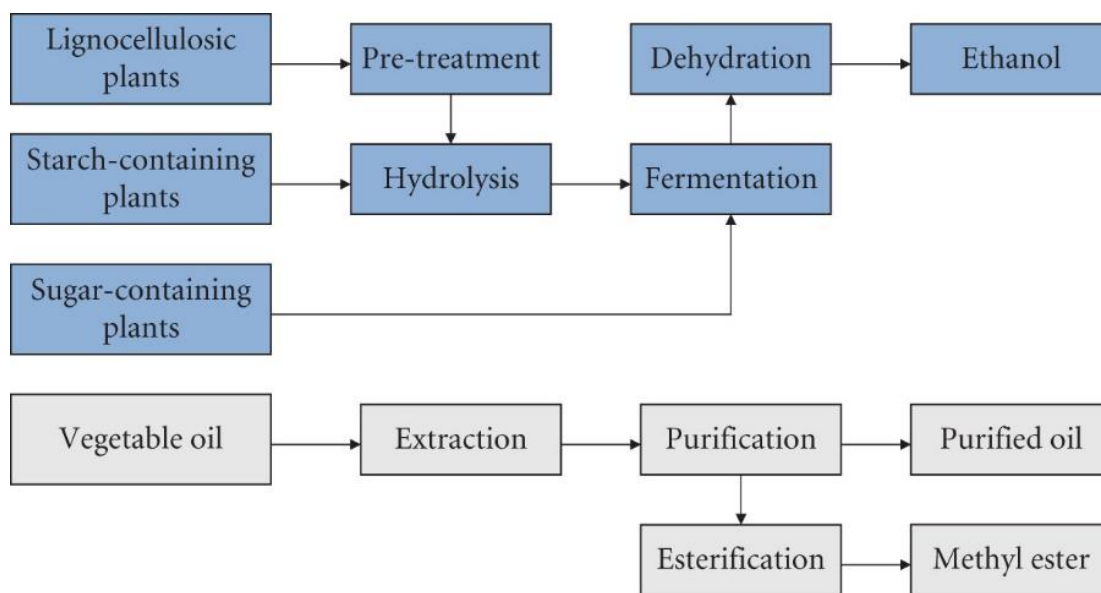 Lignocellulosic
plants
Pre-treatment
Dehydration
Ethanol
Starch-containing
plants
Hydrolysis
Fermentation
Sugar-containing
plants
Vegetable oil
Extraction
Purification
Purified oil
Esterification
Methyl ester